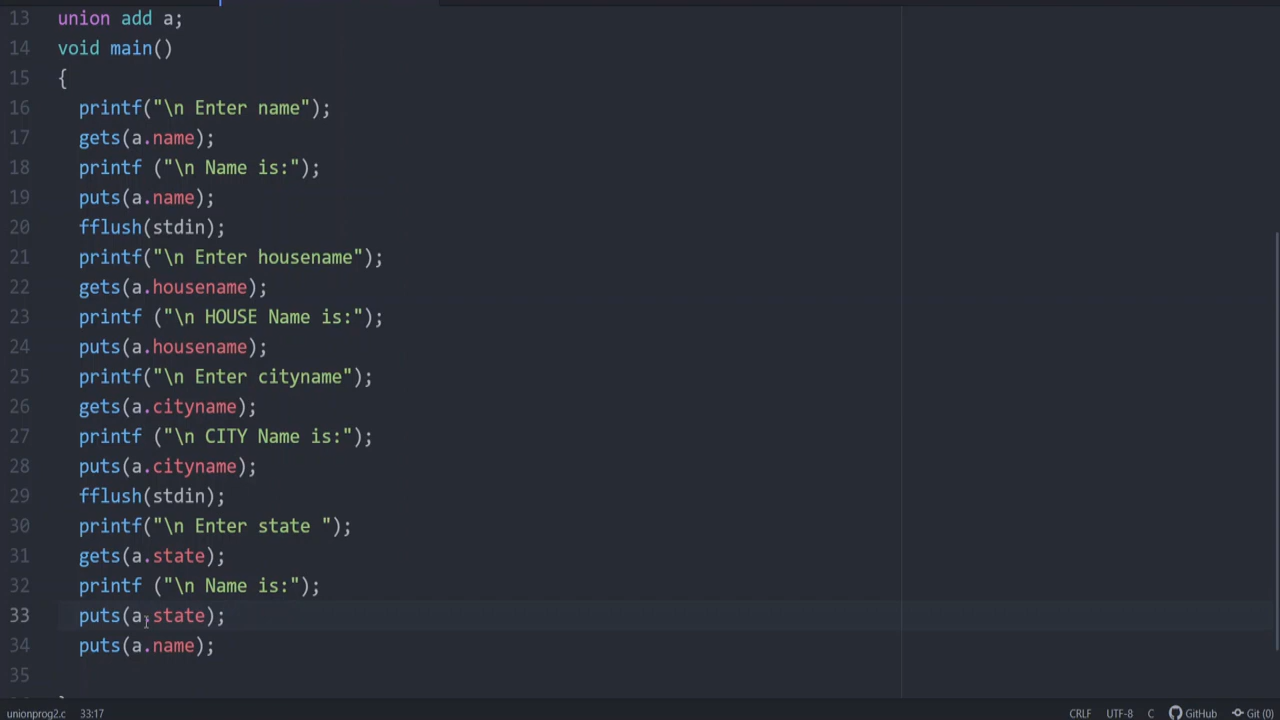 13 union add a;
14 void main()
15 {
16 printf("\n Enter name");
17 gets(a.name);
18 printf ("\n Name is:");
19 puts(a.name);
20 fflush(stdin);
21 printf("\n Enter housename");
22 gets(a.housename);
23 printf ("\n HOUSE Name is:");
24 puts(a.housename);
25 printf("\n Enter cityname");
26 gets(a.cityname);
27 printf ("\n CITY Name is:");
28 puts(a.cityname);
29 fflush(stdin);
30 printf("\n Enter state ");
31 gets(a.state);
32 printf ("\n Name is:");
33 puts(a.state);
34 puts(a.name);
35
unionprog2.c 33:17 CRLF UTF-8 C GitHub Git (0)